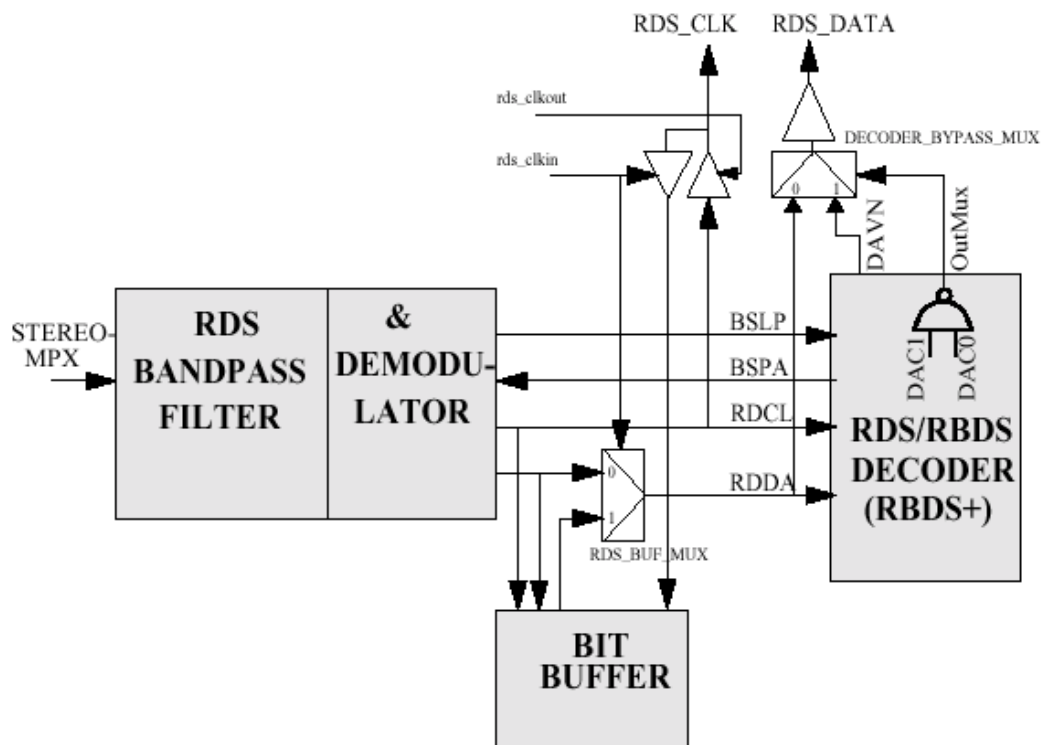 RDS_CLK
RDS_DATA
rds_clkout
DECODER_BYPASS_MUX
rds_clkin
0 1
DAVN
OutMux
RDS
BANDPASS
FILTER
&
DEMODU-
LATOR
STEREO-
MPX
BSLP
BSPA
RDCL
RDDA
DAC1
DAC0
RDS/RBDS
DECODER
(RBDS+)
0
1
RDS_BUF_MUX
BIT
BUFFER